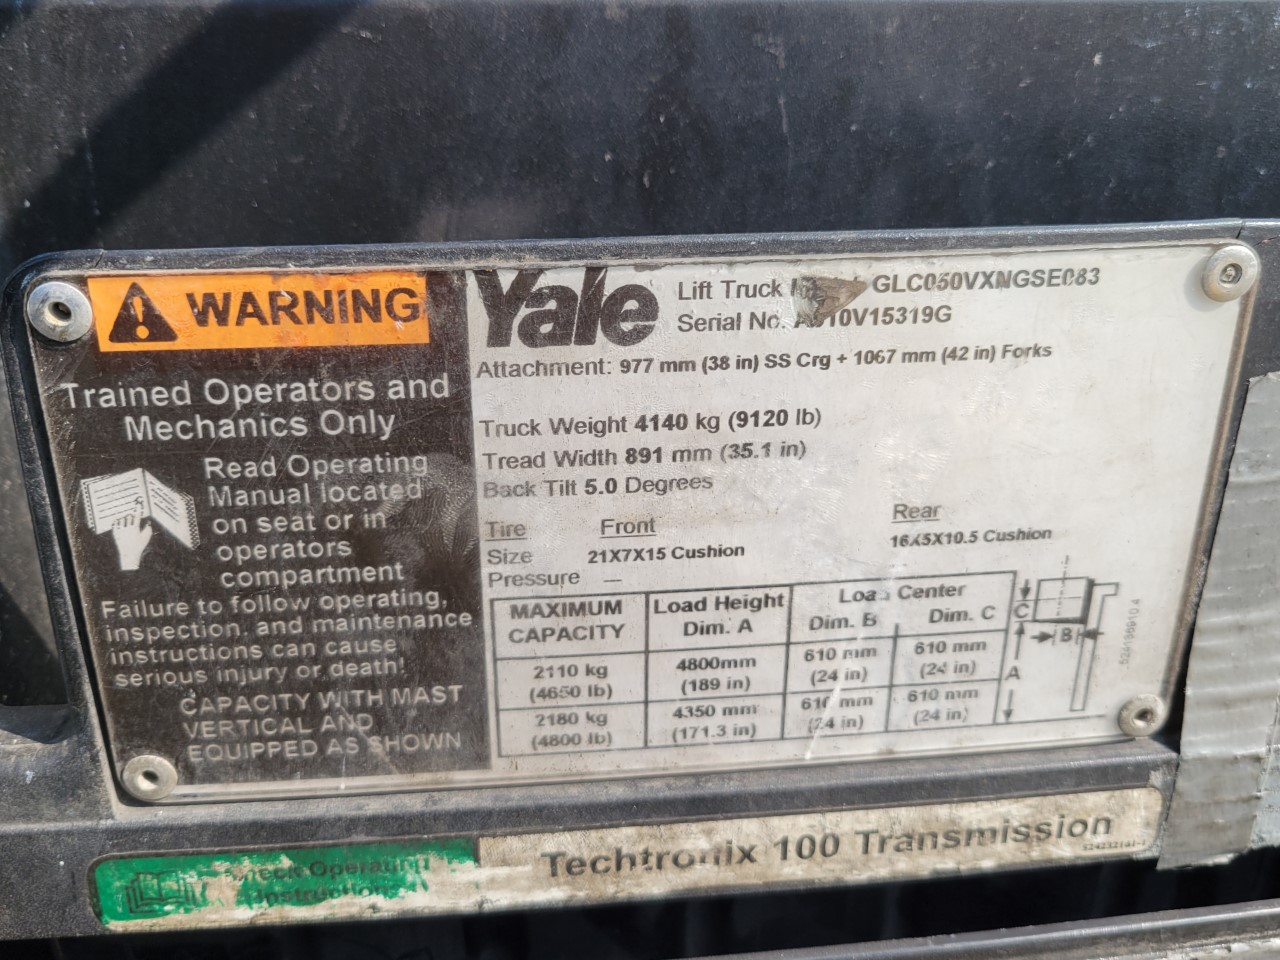 WARNING
Trained Operators and
Mechanics Only
Read Operating
Manual located
on seat or in
operators
compartment
Failure to follow operating,
inspection, and maintenance
instructions can cause
serious injury or death!
CAPACITY WITH MAST
VERTICAL AND
EQUIPPED AS SHOWN
Yale
Lift Truck GLC050VXNGSE083
Serial No. A910V15319G
Attachment: 977 mm (38 in) SS Crg + 1067 mm (42 in) Forks
Truck Weight 4140 kg (9120 lb)
Tread Width 891 mm (35.1 in)
Back Tilt 5.0 Degrees
Tire Front Rear
Size 21X7X15 Cushion 16X5X10.5 Cushion
Pressure —
MAXIMUM CAPACITY Load Height Dim. A Load Center Dim. B Dim. C
2110 kg (4650 lb) 4800mm (189 in) 610 mm (24 in) 610 mm (24 in)
2180 kg (4800 lb) 4350 mm (171.3 in) 610 mm (24 in) 610 mm (24 in)
C
B
A
Check Operating
Instructions
Techtronix 100 Transmission